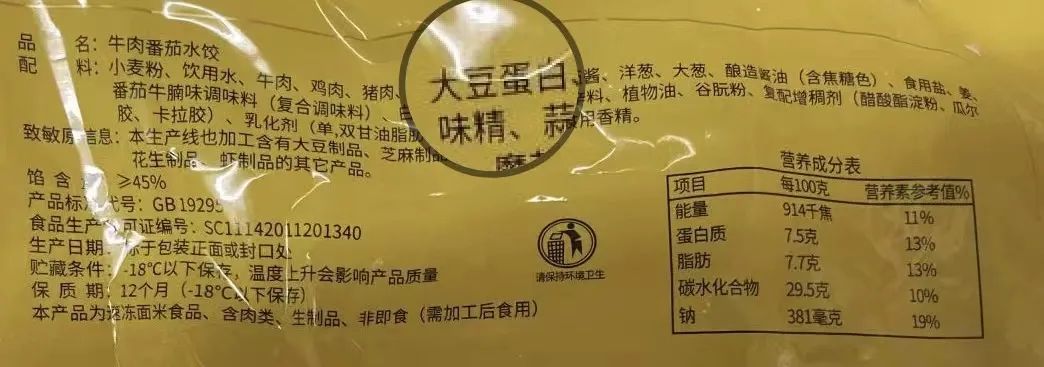 品 名：牛肉番茄水饺
配 料：小麦粉、饮用水、牛肉、鸡肉、猪肉、大豆蛋白、酱、洋葱、大葱、酿造酱油（含焦糖色）、食用盐、姜、
番茄牛腩味调味料（复合调味料）、味精、蒜料、植物油、谷朊粉、复配增稠剂（醋酸酯淀粉、瓜尔
胶、卡拉胶）、乳化剂（单,双甘油脂肪食用香精。
致敏原信息：本生产线也加工含有大豆制品、芝麻制品
花生制品、虾制品的其它产品。
馅含 ≥45%
产品标 代号：GB 19295
食品生产 可证编号：SC11142011201340
生产日期： 标于包装正面或封口处
贮藏条件：-18℃以下保存，温度上升会影响产品质量
保 质 期：12个月（-18℃以下保存）
本产品为速冻面米食品、含肉类、生制品、非即食（需加工后食用）
请保持环境卫生
营养成分表
项目 每100克 营养素参考值%
能量 914千焦 11%
蛋白质 7.5克 13%
脂肪 7.7克 13%
碳水化合物 29.5克 10%
钠 381毫克 19%